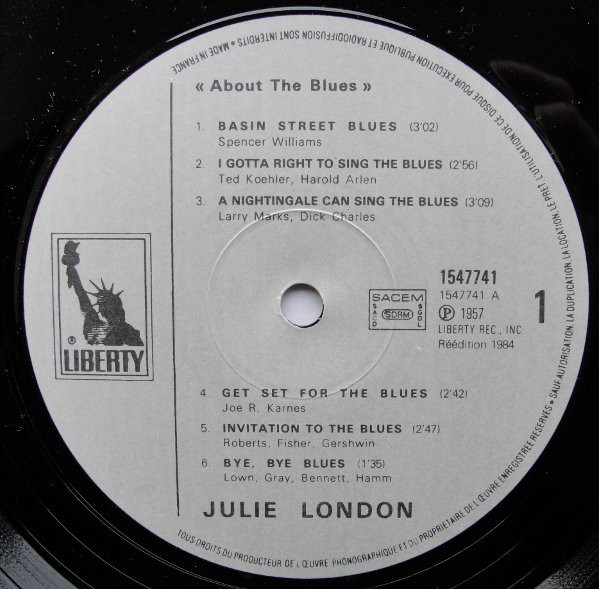 « About The Blues »
1. BASIN STREET BLUES (3'02)
Spencer Williams
2. I GOTTA RIGHT TO SING THE BLUES (2'56)
Ted Koehler, Harold Arlen
3. A NIGHTINGALE CAN SING THE BLUES (3'09)
Larry Marks, Dick Charles
® LIBERTY
SACEM
SACD SDRM SGDL
1547741
1547741 A
1
℗ 1957
LIBERTY REC., INC
Réédition 1984
4. GET SET FOR THE BLUES (2'42)
Joe R. Karnes
5. INVITATION TO THE BLUES (2'47)
Roberts, Fisher, Gershwin
6. BYE, BYE BLUES (1'35)
Lown, Gray, Bennett, Hamm
JULIE LONDON
TOUS DROITS DU PRODUCTEUR DE L'ŒUVRE PHONOGRAPHIQUE ET DU PROPRIETAIRE DE L'ŒUVRE ENREGISTREE RESERVES • SAUF AUTORISATION LA DUPLICATION, LA LOCATION, LE PRET, L'UTILISATION DE CE DISQUE POUR EXECUTION PUBLIQUE ET RADIODIFFUSION SONT INTERDITS • MADE IN FRANCE